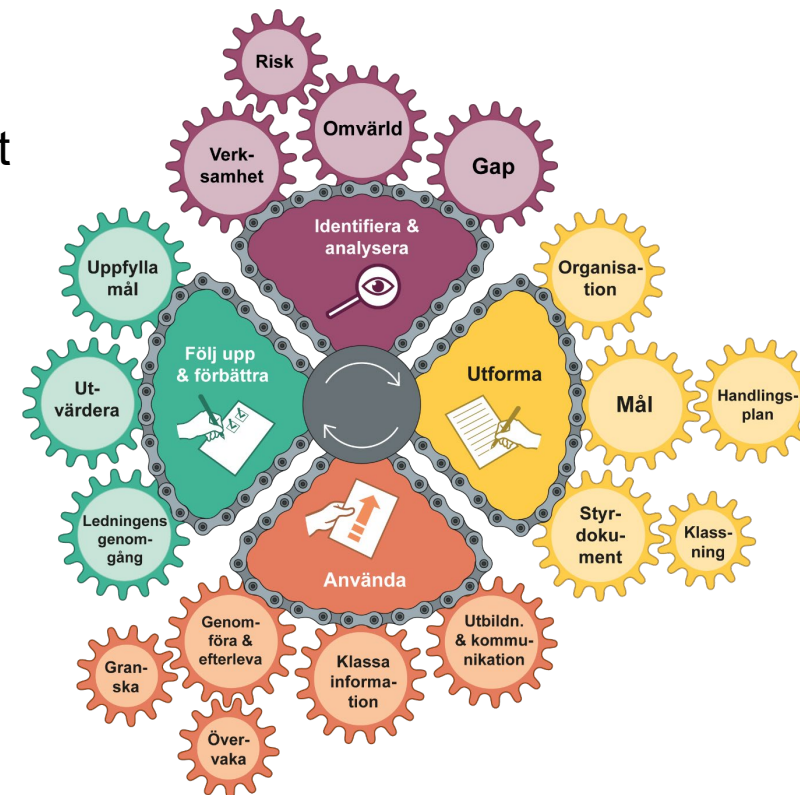 t
Risk
Omvärld
Verk-
samhet
Gap
Identifiera &
analysera
Uppfylla
mål
Organisa-
tion
Följ upp
& förbättra
Utforma
Ut-
värdera
Mål
Handlings-
plan
Ledningens
genom-
gång
Styr-
doku-
ment
Klass-
ning
Använda
Genom-
föra &
efterleva
Utbildn.
& kommu-
nikation
Gran-
ska
Klassa
informa-
tion
Över-
vaka